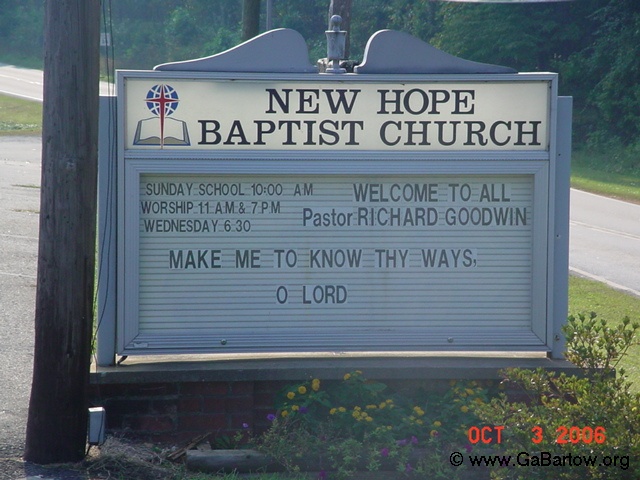 NEW HOPE
BAPTIST CHURCH
SUNDAY SCHOOL 10:00 AM
WORSHIP 11 AM & 7 PM
WEDNESDAY 6 30
WELCOME TO ALL
Pastor RICHARD GOODWIN
MAKE ME TO KNOW THY WAYS,
O LORD
OCT 3 2006
© www.GaBartow.org